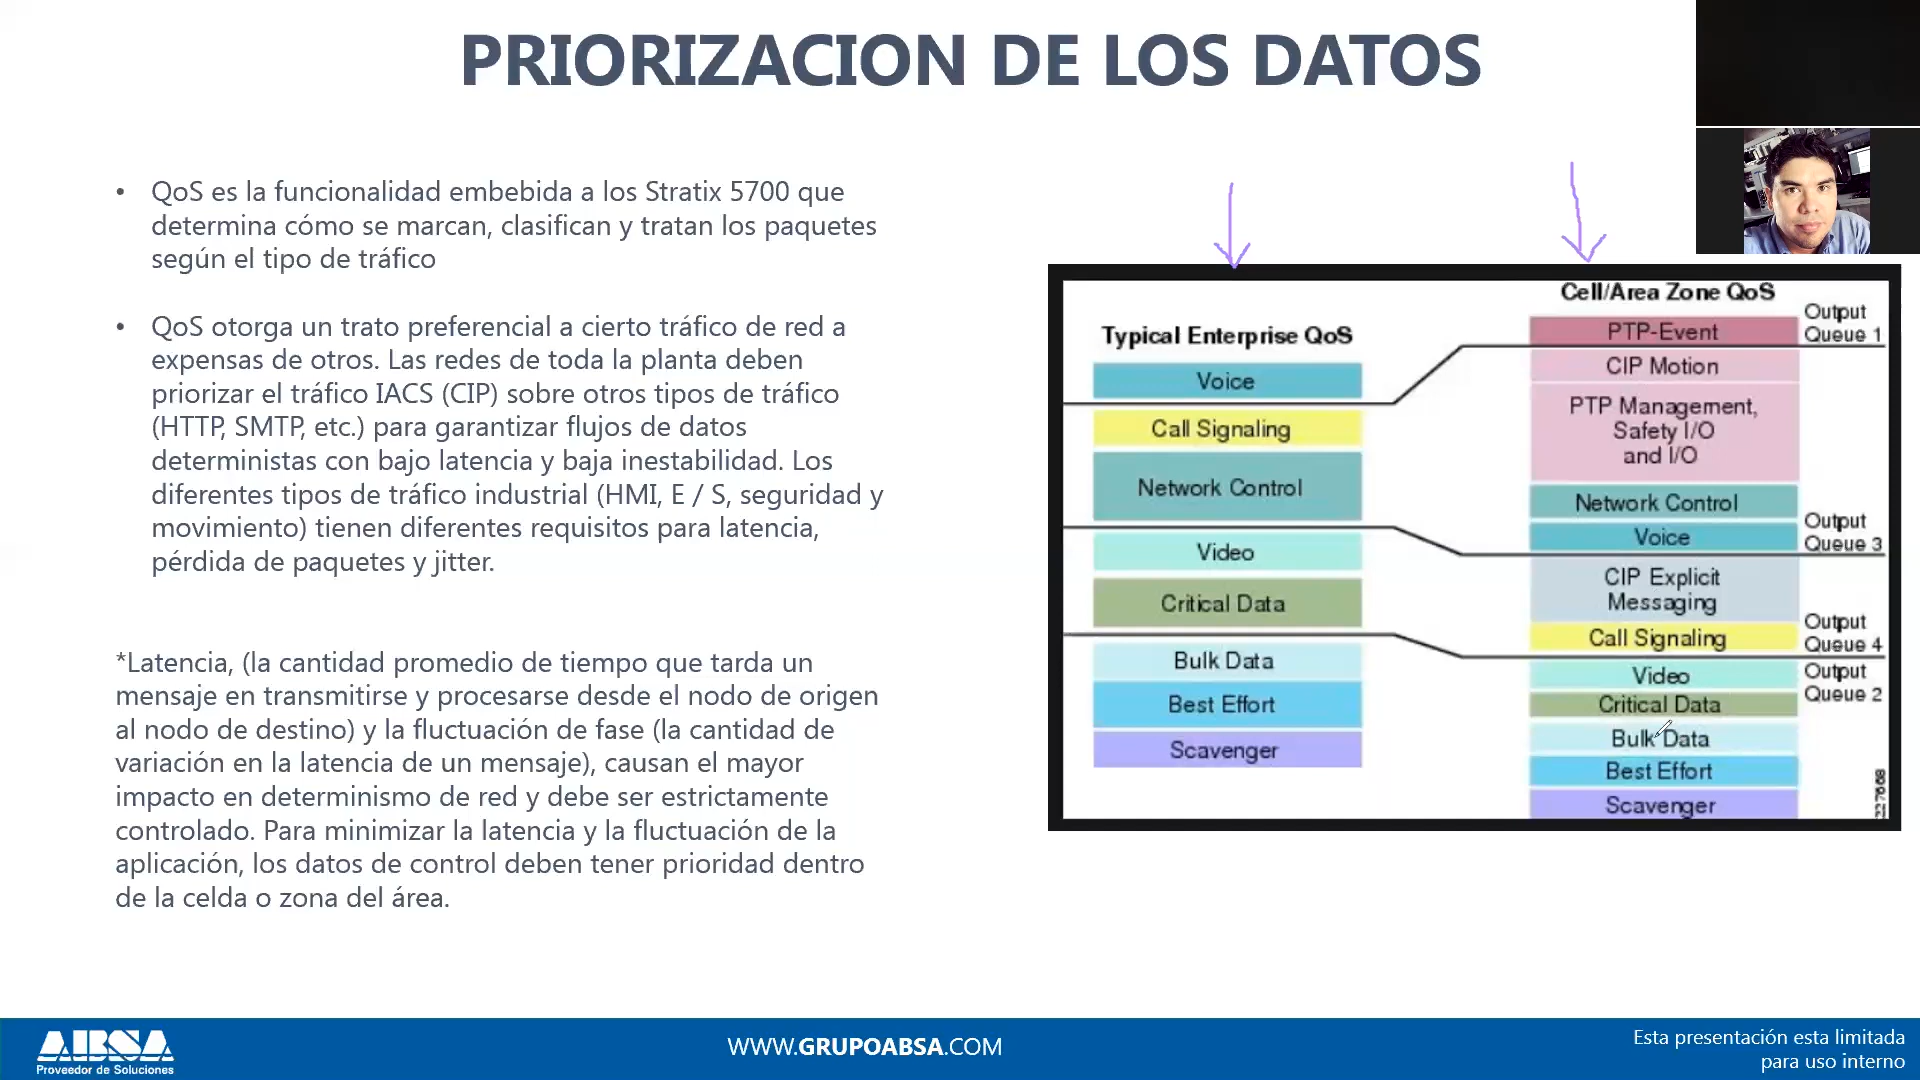 PRIORIZACION DE LOS DATOS
• QoS es la funcionalidad embebida a los Stratix 5700 que
determina cómo se marcan, clasifican y tratan los paquetes
según el tipo de tráfico
• QoS otorga un trato preferencial a cierto tráfico de red a
expensas de otros. Las redes de toda la planta deben
priorizar el tráfico IACS (CIP) sobre otros tipos de tráfico
(HTTP, SMTP, etc.) para garantizar flujos de datos
deterministas con bajo latencia y baja inestabilidad. Los
diferentes tipos de tráfico industrial (HMI, E / S, seguridad y
movimiento) tienen diferentes requisitos para latencia,
pérdida de paquetes y jitter.
*Latencia, (la cantidad promedio de tiempo que tarda un
mensaje en transmitirse y procesarse desde el nodo de origen
al nodo de destino) y la fluctuación de fase (la cantidad de
variación en la latencia de un mensaje), causan el mayor
impacto en determinismo de red y debe ser estrictamente
controlado. Para minimizar la latencia y la fluctuación de la
aplicación, los datos de control deben tener prioridad dentro
de la celda o zona del área.
Typical Enterprise QoS
Voice
Call Signaling
Network Control
Video
Critical Data
Bulk Data
Best Effort
Scavenger
Cell/Area Zone QoS
PTP-Event
CIP Motion
PTP Management,
Safety I/O
and I/O
Network Control
Voice
CIP Explicit
Messaging
Call Signaling
Video
Critical Data
Bulk Data
Best Effort
Scavenger
Output
Queue 1
Output
Queue 3
Output
Queue 4
Output
Queue 2
227668
ABSA
Proveedor de Soluciones
WWW.GRUPOABSA.COM
Esta presentación esta limitada
para uso interno